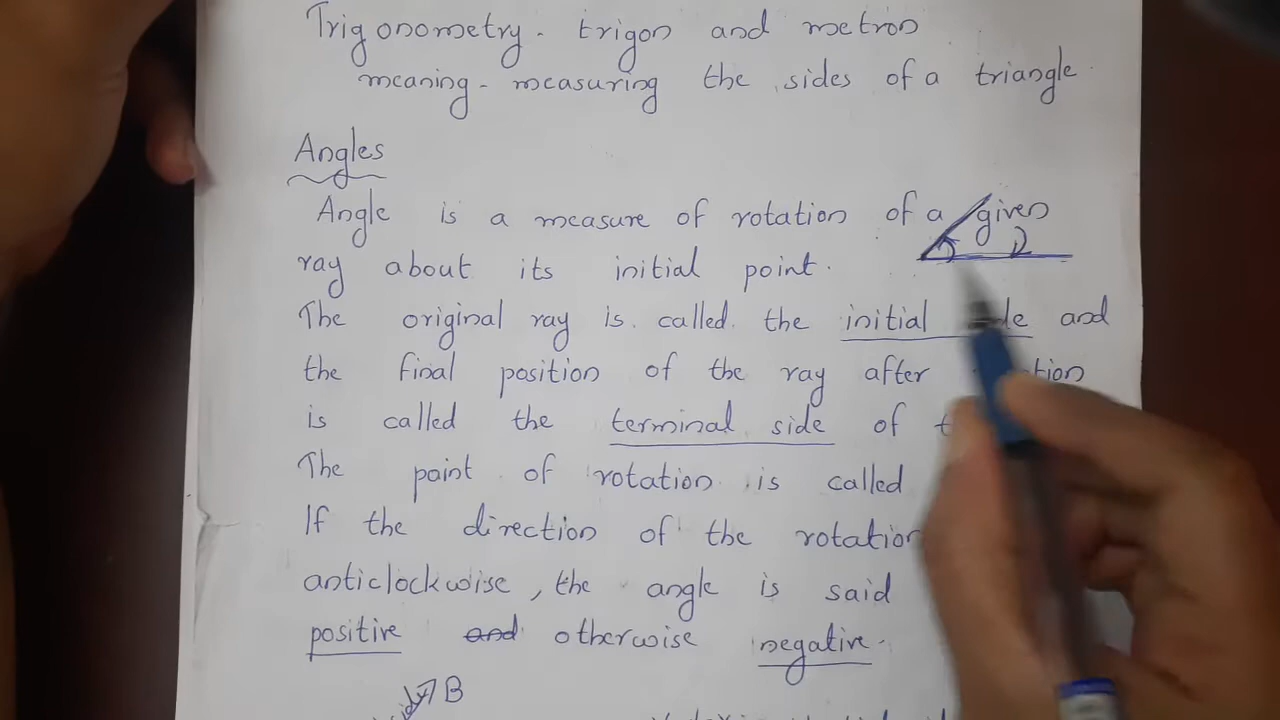 Trigonometry - trigon and metron
meaning - measuring the sides of a triangle
Angles
Angle is a measure of rotation of a given
ray about its initial point.
The original ray is called the initial and
the final position of the ray after
is called the terminal side of
The point of rotation is called
If the direction of the rotation
anticlockwise, the angle is said
positive and otherwise negative.
B